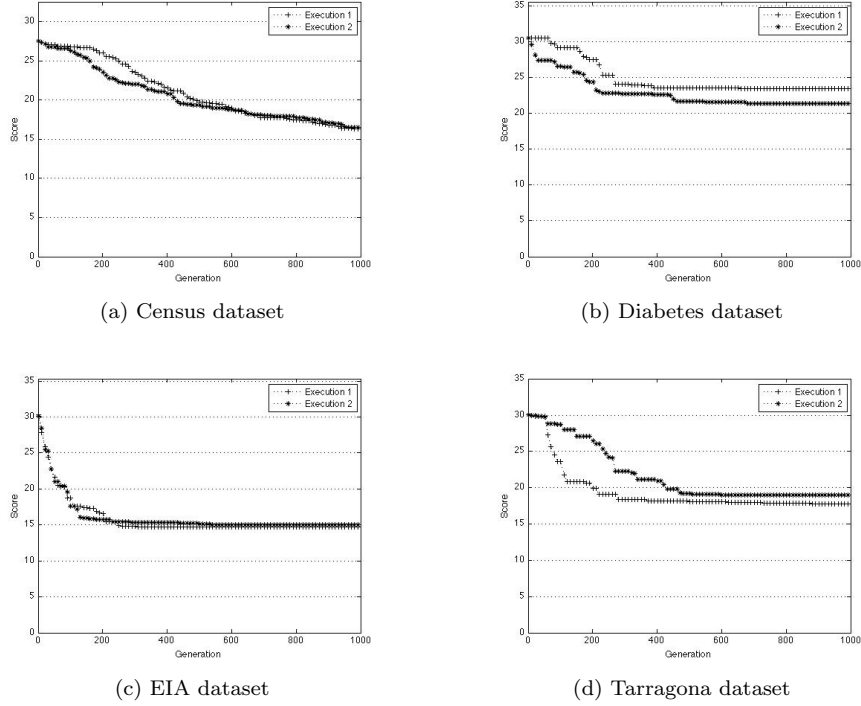 30
25
20
15
10
5
0
0 200 400 600 800 1000
Score
Generation
Execution 1
Execution 2
(a) Census dataset
35
30
25
20
15
10
5
0
0 200 400 600 800 1000
Score
Generation
Execution 1
Execution 2
(b) Diabetes dataset
35
30
25
20
15
10
5
0
0 200 400 600 800 1000
Score
Generation
Execution 1
Execution 2
(c) EIA dataset
35
30
25
20
15
10
5
0
0 200 400 600 800 1000
Score
Generation
Execution 1
Execution 2
(d) Tarragona dataset